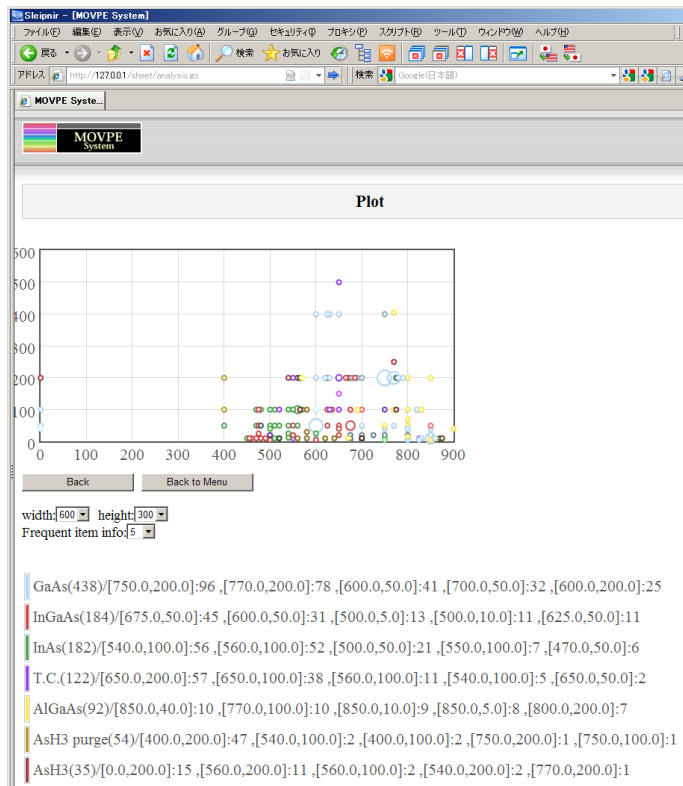 Sleipnir - [MOVPE System]
ファイル(F) 編集(E) 表示(V) お気に入り(A) グループ(G) セキュリティ(Q) プロキシ(P) スクリプト(R) ツール(T) ウィンドウ(W) ヘルプ(H)
戻る 検索 お気に入り
アドレス http://127.0.0.1/sheet/analysis.go 検索 Google(日本語)
MOVPE Syste...
MOVPE
System
Plot
600
500
400
300
200
100
0
0 100 200 300 400 500 600 700 800 900
Back Back to Menu
width:600 height:300
Frequent item info:5
GaAs(438)/[750.0,200.0]:96 ,[770.0,200.0]:78 ,[600.0,50.0]:41 ,[700.0,50.0]:32 ,[600.0,200.0]:25
InGaAs(184)/[675.0,50.0]:45 ,[600.0,50.0]:31 ,[500.0,5.0]:13 ,[500.0,10.0]:11 ,[625.0,50.0]:11
InAs(182)/[540.0,100.0]:56 ,[560.0,100.0]:52 ,[500.0,50.0]:21 ,[550.0,100.0]:7 ,[470.0,50.0]:6
T.C.(122)/[650.0,200.0]:57 ,[650.0,100.0]:38 ,[560.0,100.0]:11 ,[540.0,100.0]:5 ,[650.0,50.0]:2
AlGaAs(92)/[850.0,40.0]:10 ,[770.0,100.0]:10 ,[850.0,10.0]:9 ,[850.0,5.0]:8 ,[800.0,200.0]:7
AsH3 purge(54)/[400.0,200.0]:47 ,[540.0,100.0]:2 ,[400.0,100.0]:2 ,[750.0,200.0]:1 ,[750.0,100.0]:1
AsH3(35)/[0.0,200.0]:15 ,[560.0,200.0]:11 ,[560.0,100.0]:2 ,[540.0,200.0]:2 ,[770.0,200.0]:1